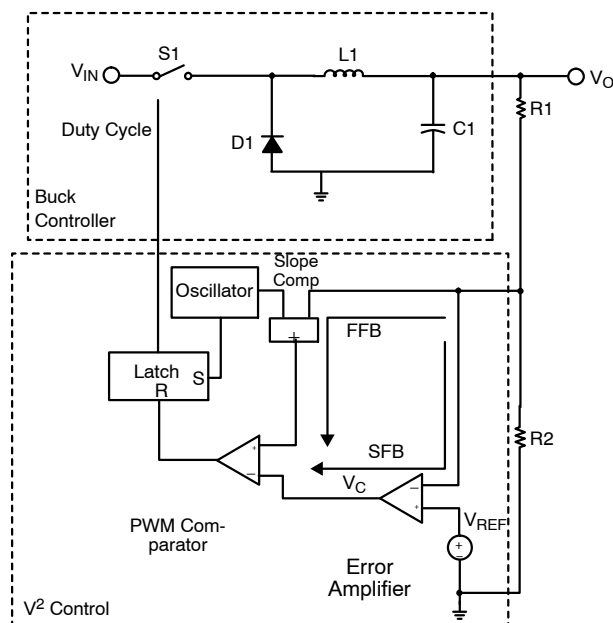 S1
L1
V_IN
V_O
R1
Duty Cycle
D1
C1
Buck
Controller
Slope
Comp
Oscillator
+
FFB
Latch
S
R
R2
+
−
SFB
V_C
−
+
V_REF
PWM Com-
parator
+
−
Error
Amplifier
V² Control